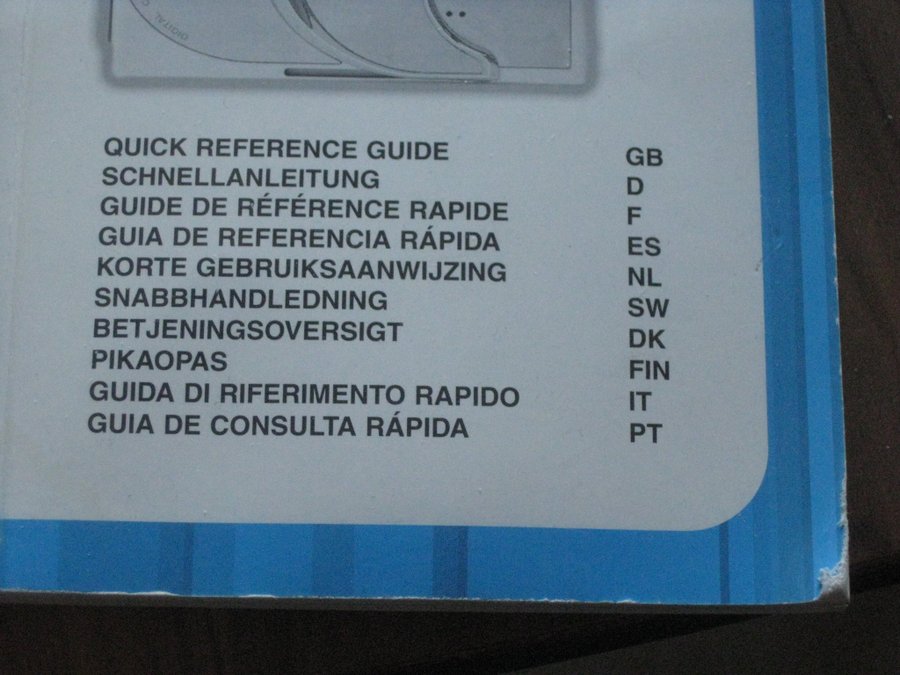 DIGITAL
QUICK REFERENCE GUIDE GB
SCHNELLANLEITUNG D
GUIDE DE RÉFÉRENCE RAPIDE F
GUIA DE REFERENCIA RÁPIDA ES
KORTE GEBRUIKSAANWIJZING NL
SNABBHANDLEDNING SW
BETJENINGSOVERSIGT DK
PIKAOPAS FIN
GUIDA DI RIFERIMENTO RAPIDO IT
GUIA DE CONSULTA RÁPIDA PT